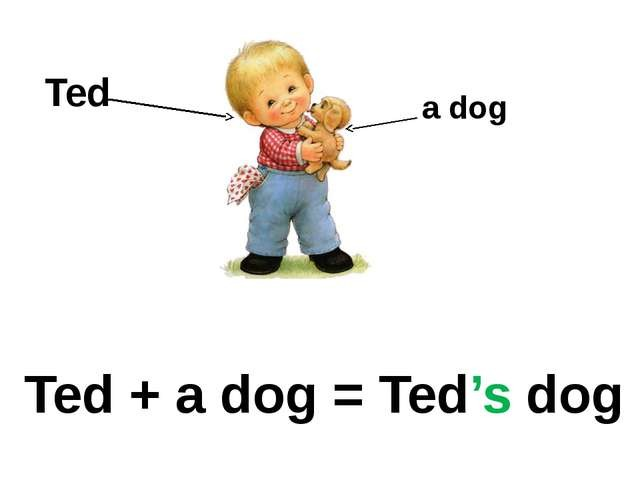 Ted
a dog
Ted + a dog = Ted’s dog